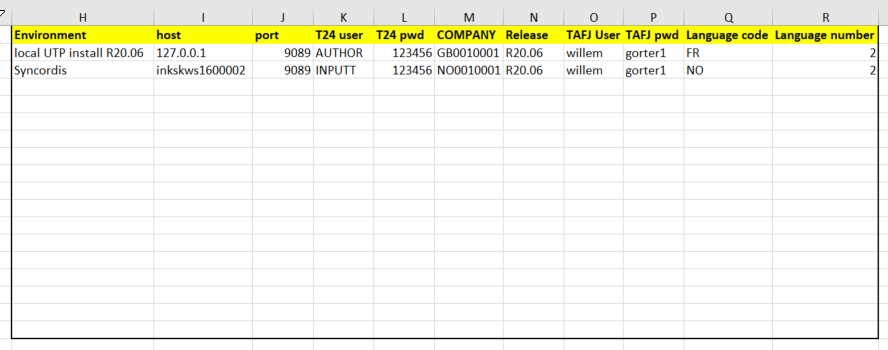 H I J K L M N O P Q R
Environment host port T24 user T24 pwd COMPANY Release TAFJ User TAFJ pwd Language code Language number
local UTP install R20.06 127.0.0.1 9089 AUTHOR 123456 GB0010001 R20.06 willem gorter1 FR 2
Syncordis inkskws1600002 9089 INPUTT 123456 NO0010001 R20.06 willem gorter1 NO 2